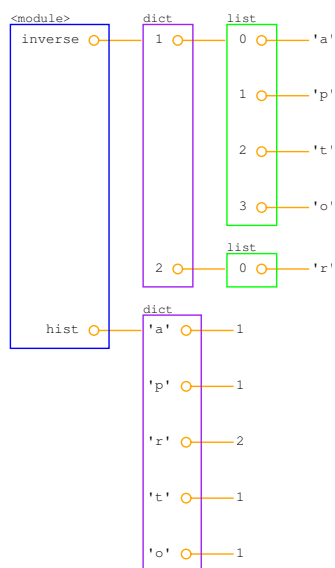 <module> dict list
inverse 1 0 'a'
1 'p'
2 't'
3 'o'
list
2 0 'r'
dict
hist 'a' 1
'p' 1
'r' 2
't' 1
'o' 1